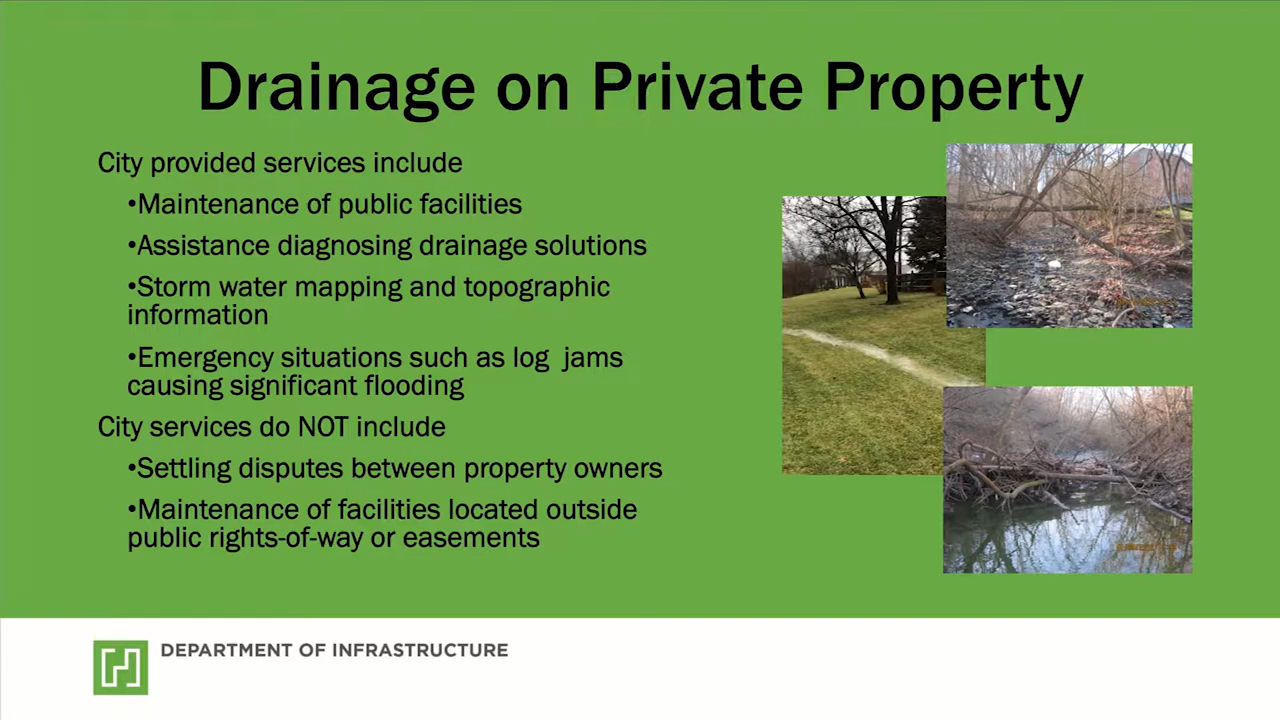 Drainage on Private Property
City provided services include
•Maintenance of public facilities
•Assistance diagnosing drainage solutions
•Storm water mapping and topographic
information
•Emergency situations such as log  jams
causing significant flooding
City services do NOT include
•Settling disputes between property owners
•Maintenance of facilities located outside
public rights-of-way or easements
DEPARTMENT OF INFRASTRUCTURE